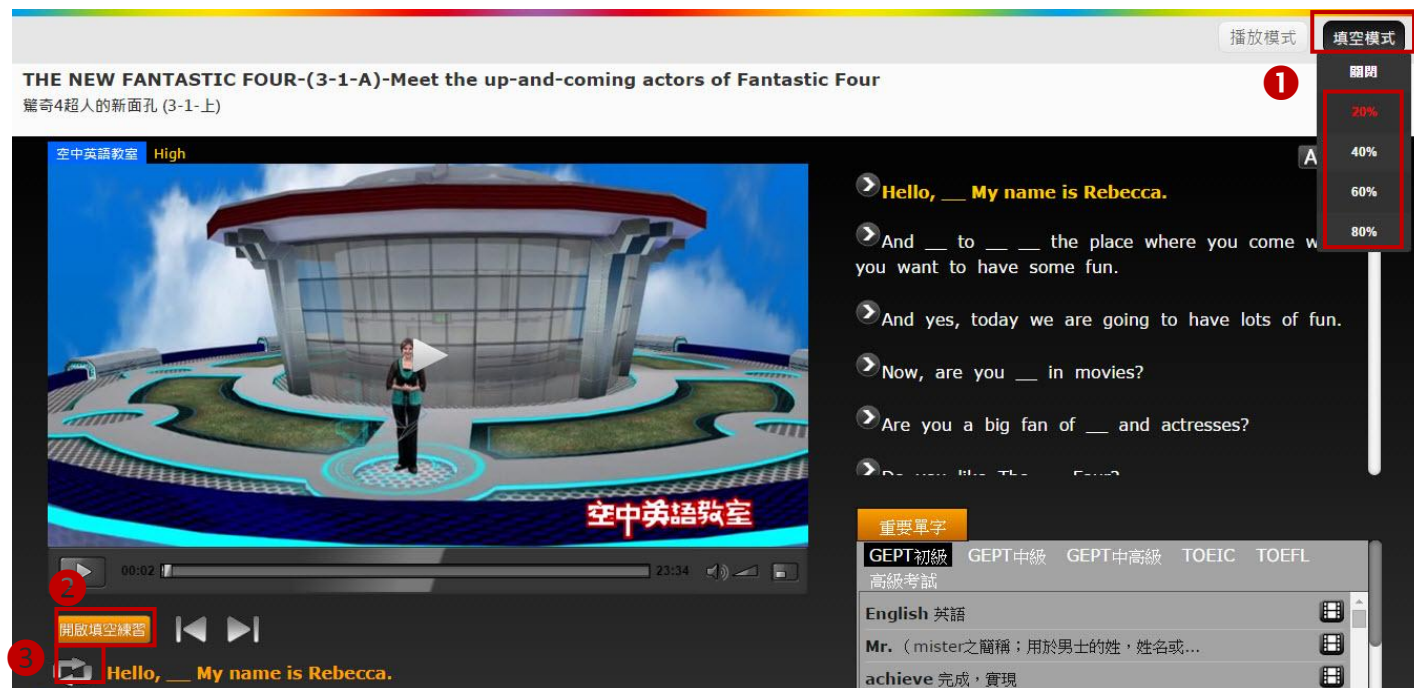 播放模式
填空模式
關閉
20%
40%
60%
80%
1
THE NEW FANTASTIC FOUR-(3-1-A)-Meet the up-and-coming actors of Fantastic Four
驚奇4超人的新面孔 (3-1-上)
空中英語教室 High
空中英語教室
00:02
23:34
2
開啟填空練習
3
Hello, __ My name is Rebecca.
A
Hello, __ My name is Rebecca.
And __ to __ __ the place where you come w
you want to have some fun.
And yes, today we are going to have lots of fun.
Now, are you __ in movies?
Are you a big fan of __ and actresses?
Do you like The __ Four?
重要單字
GEPT初級 GEPT中級 GEPT中高級 TOEIC TOEFL
高級考試
English 英語
Mr. （mister之簡稱；用於男士的姓，姓名或...
achieve 完成，實現